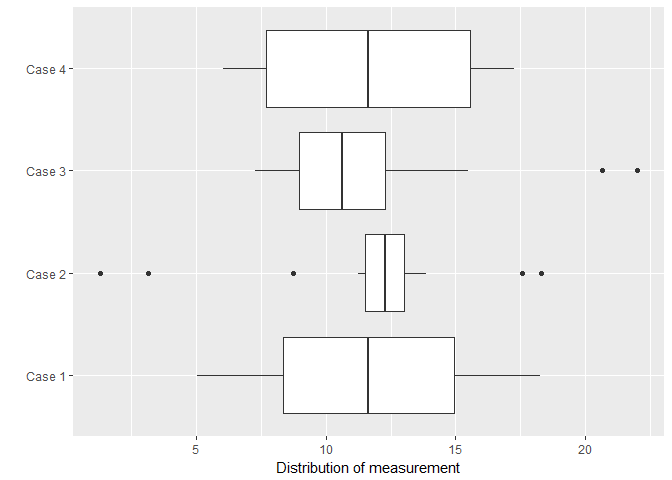 Case 4
Case 3
Case 2
Case 1
5 10 15 20
Distribution of measurement